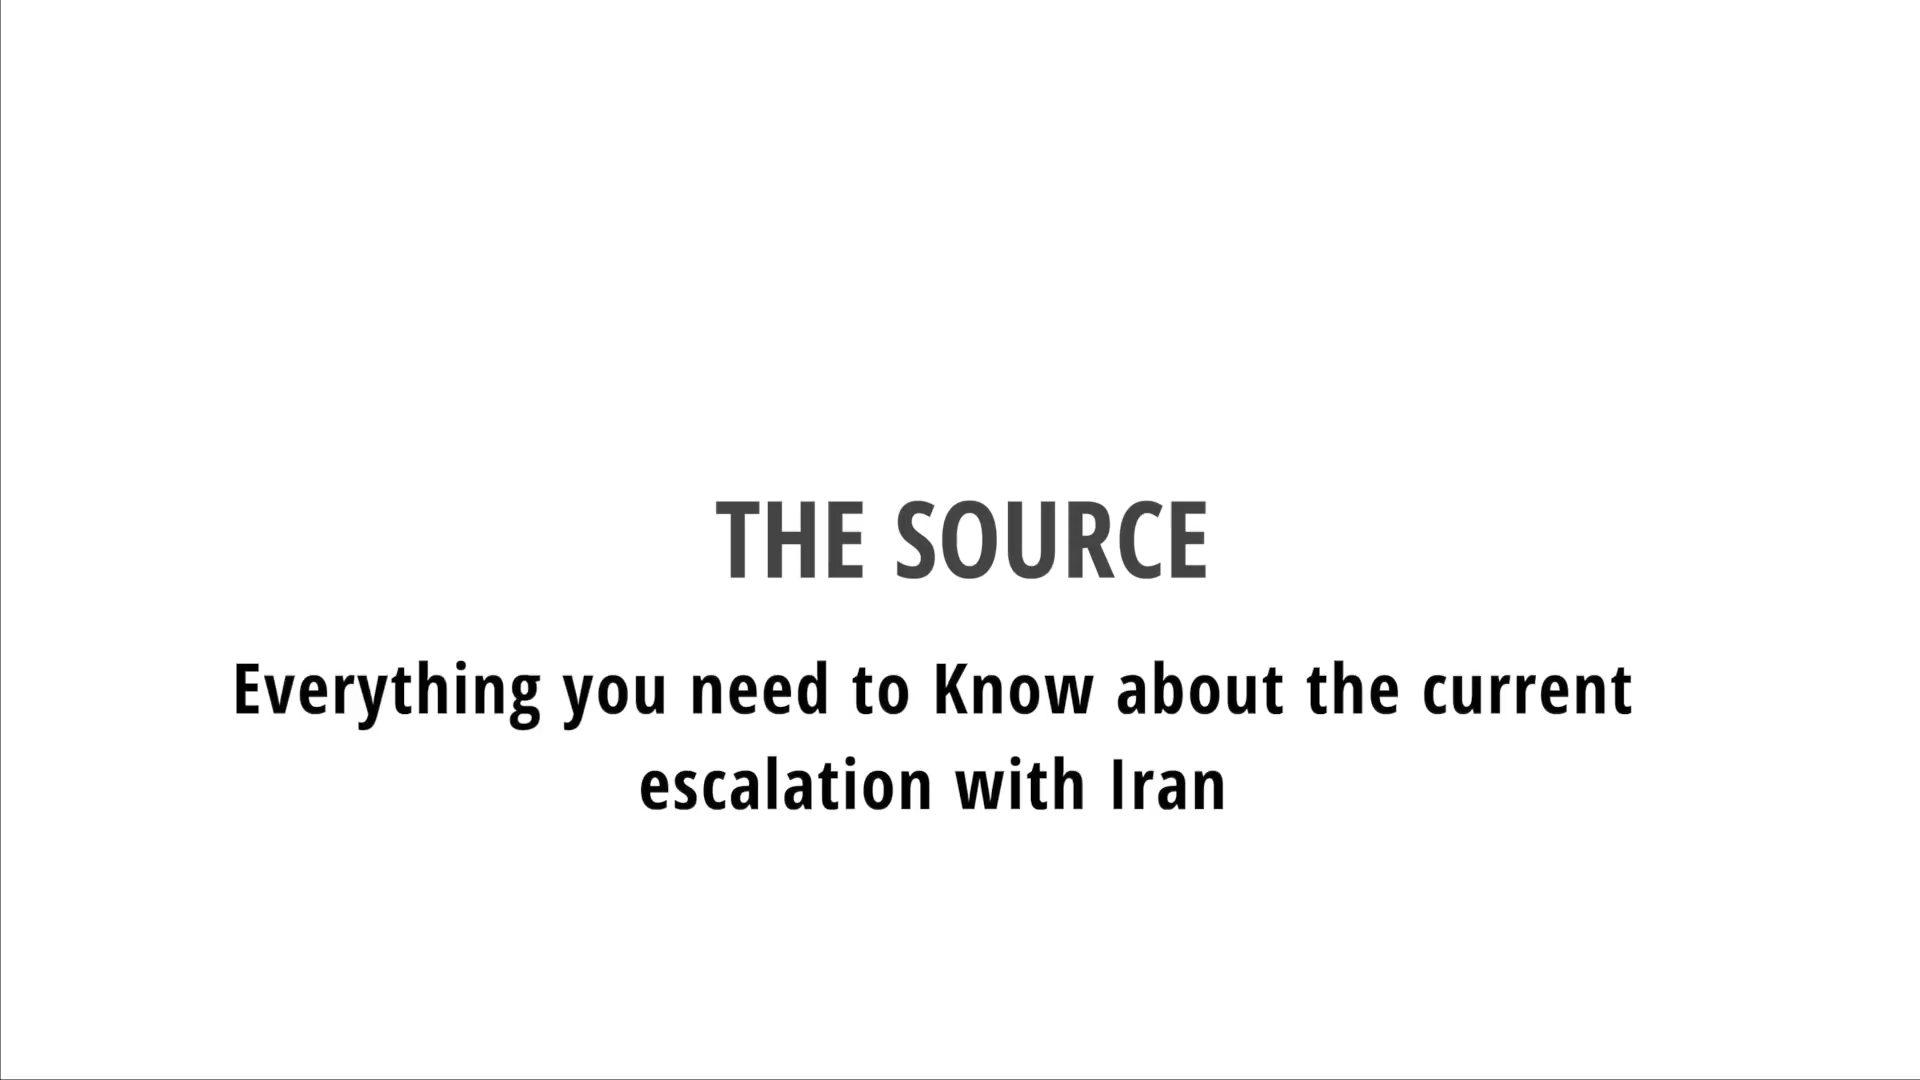 THE SOURCE
Everything you need to Know about the current
escalation with Iran